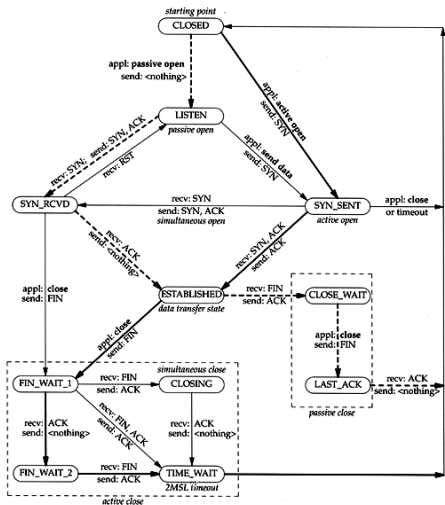 starting point
CLOSED
appl: passive open
send: <nothing>
appl: active open
send: SYN
LISTEN
passive open
recv: SYN; send: SYN, ACK
recv: RST
appl: send data
send: SYN
SYN_RCVD
recv: SYN
send: SYN, ACK
simultaneous open
SYN_SENT
active open
appl: close
or timeout
recv: ACK
send: <nothing>
recv: SYN, ACK
send: ACK
appl: close
send: FIN
ESTABLISHED
data transfer state
recv: FIN
send: ACK
CLOSE_WAIT
appl: close
send: FIN
appl: close
send: FIN
LAST_ACK
recv: ACK
send: <nothing>
passive close
simultaneous close
FIN_WAIT_1
recv: FIN
send: ACK
CLOSING
recv: ACK
send: <nothing>
recv: FIN, ACK
send: ACK
recv: ACK
send: <nothing>
FIN_WAIT_2
recv: FIN
send: ACK
TIME_WAIT
2MSL timeout
active close